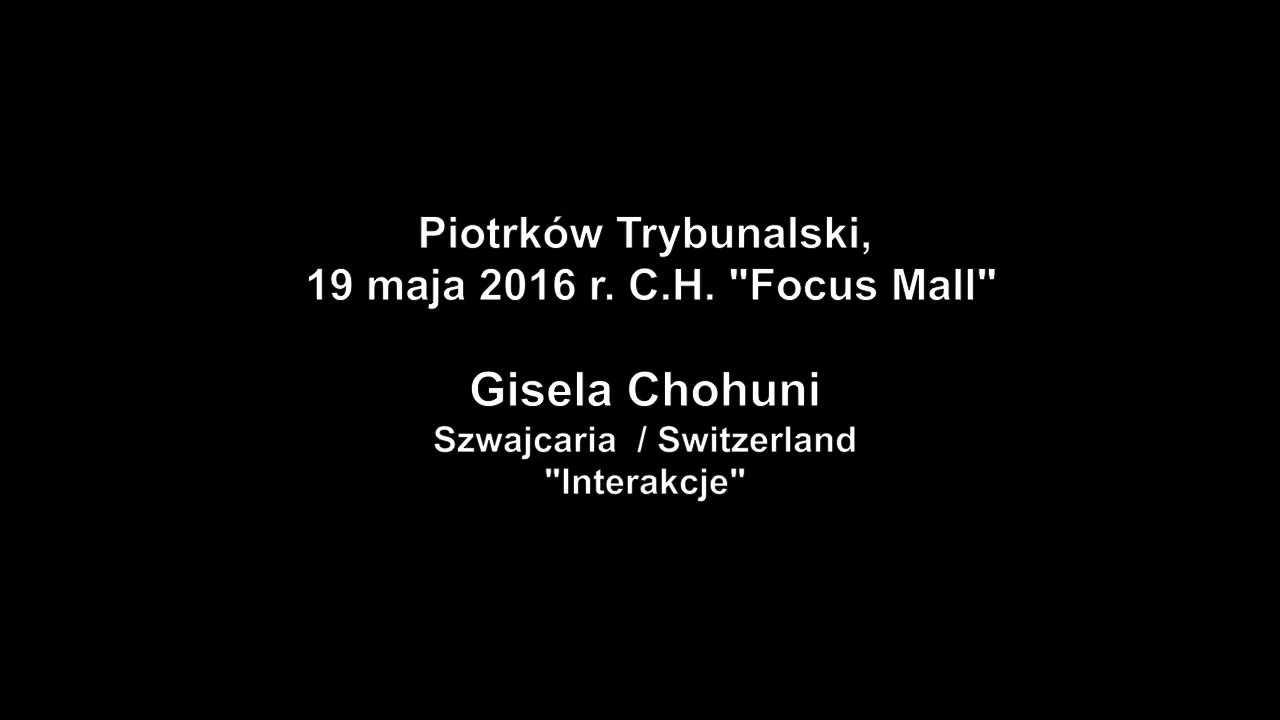 Piotrków Trybunalski,
19 maja 2016 r. C.H. "Focus Mall"
Gisela Chohuni
Szwajcaria / Switzerland
"Interakcje"